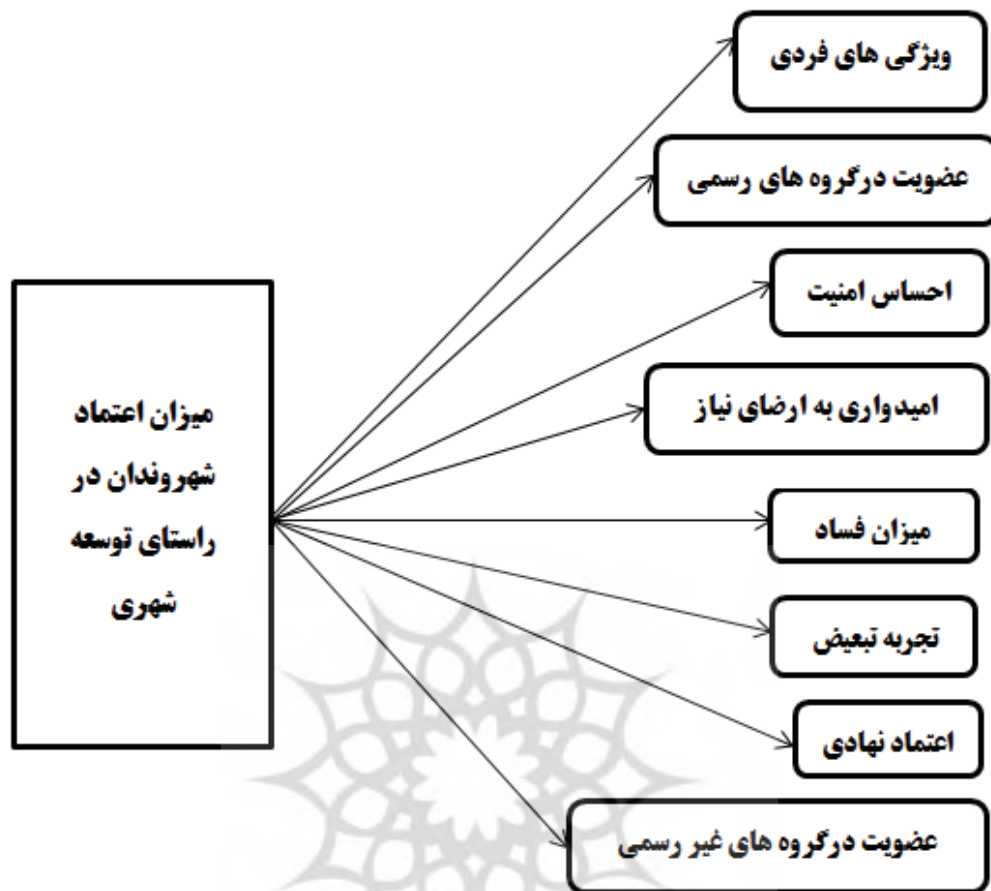 ویژگی های فردی
عضویت درگروه های رسمی
احساس امنیت
امیدواری به ارضای نیاز
میزان فساد
تجربه تبعیض
اعتماد نهادی
عضویت درگروه های غیر رسمی
میزان اعتماد
شهروندان در
راستای توسعه
شهری